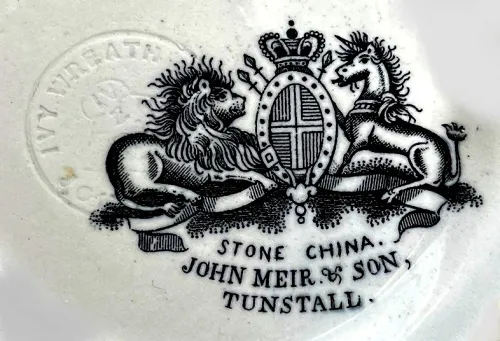 IVY WREATH
STONE CHINA.
JOHN MEIR. & SON,
TUNSTALL.